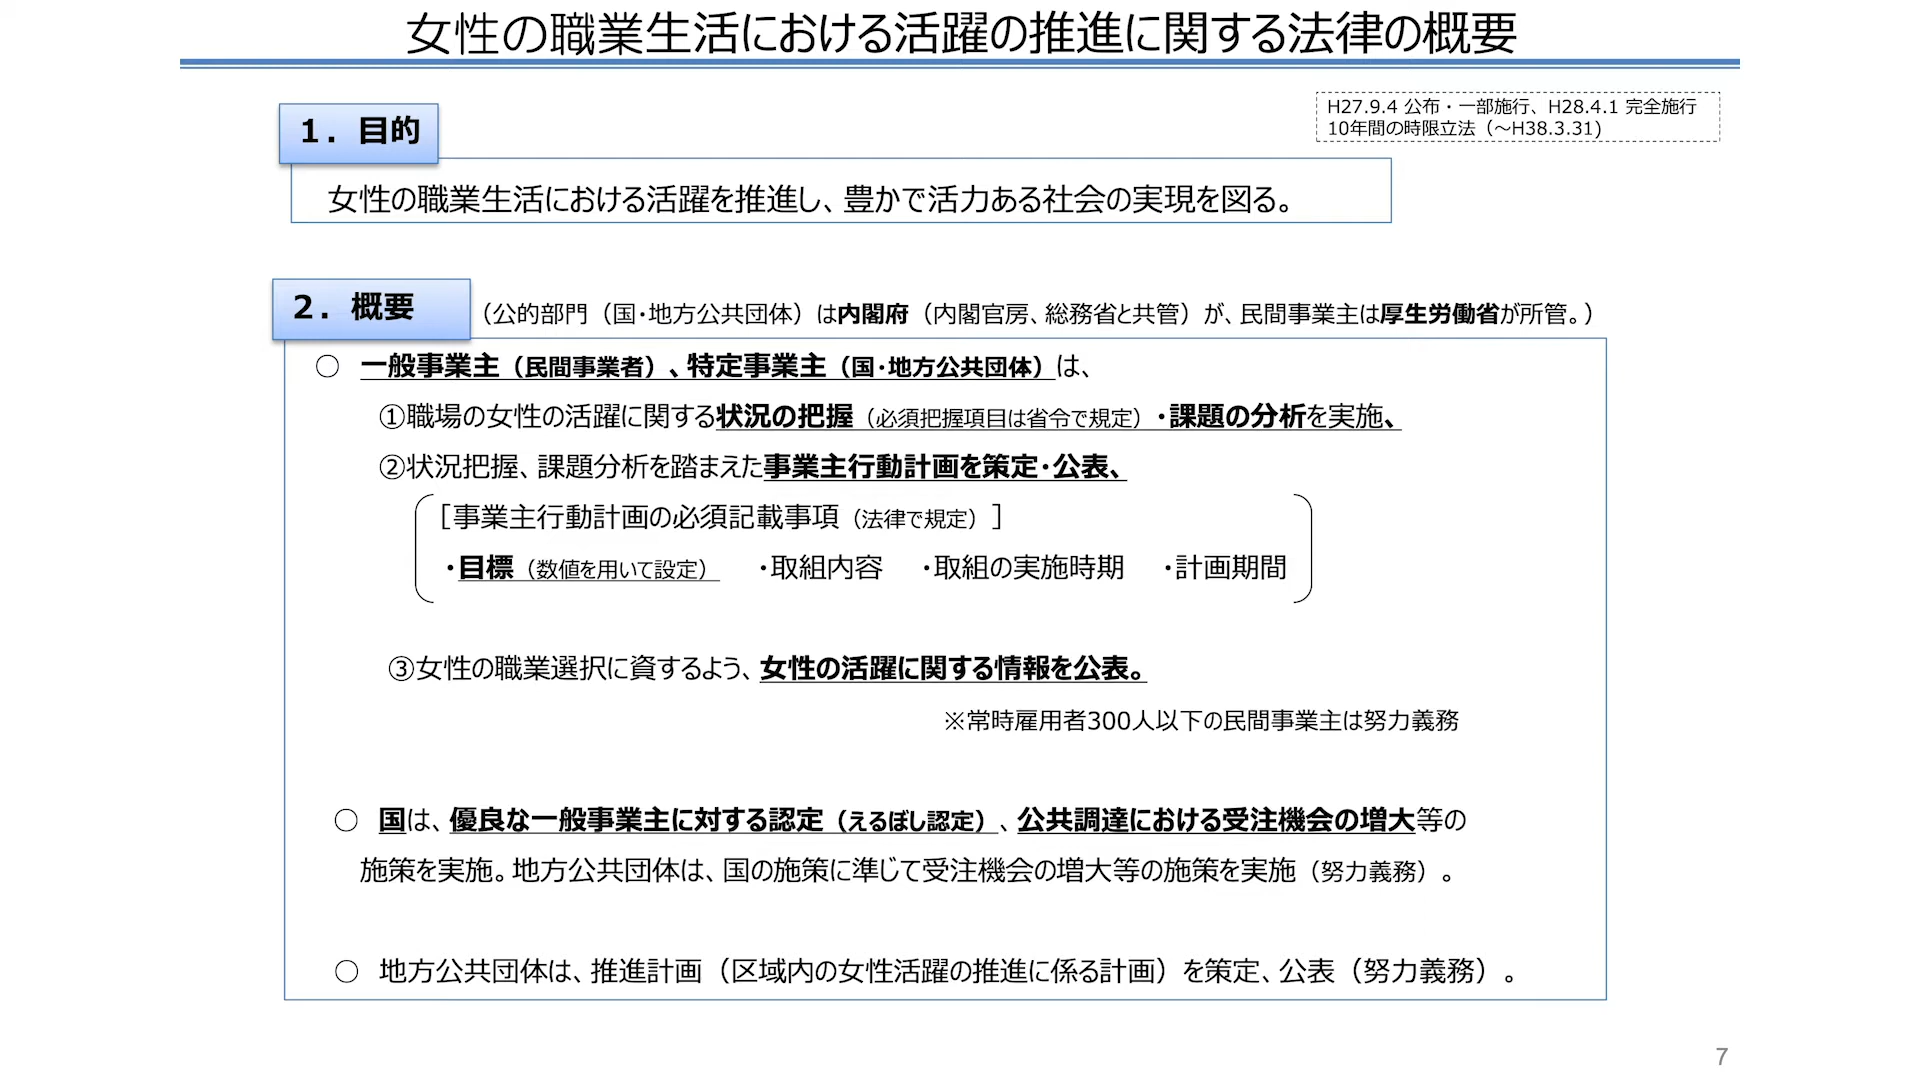 女性の職業生活における活躍の推進に関する法律の概要
H27.9.4 公布・一部施行、H28.4.1 完全施行
10年間の時限立法（～H38.3.31）
１．目的
女性の職業生活における活躍を推進し、豊かで活力ある社会の実現を図る。
２．概要
（公的部門（国・地方公共団体）は内閣府（内閣官房、総務省と共管）が、民間事業主は厚生労働省が所管。）
○ 一般事業主（民間事業者）、特定事業主（国・地方公共団体）は、
①職場の女性の活躍に関する状況の把握（必須把握項目は省令で規定）・課題の分析を実施、
②状況把握、課題分析を踏まえた事業主行動計画を策定・公表、
［事業主行動計画の必須記載事項（法律で規定）］
・目標（数値を用いて設定） ・取組内容 ・取組の実施時期 ・計画期間
③女性の職業選択に資するよう、女性の活躍に関する情報を公表。
※常時雇用者300人以下の民間事業主は努力義務
○ 国は、優良な一般事業主に対する認定（えるぼし認定）、公共調達における受注機会の増大等の
施策を実施。地方公共団体は、国の施策に準じて受注機会の増大等の施策を実施（努力義務）。
○ 地方公共団体は、推進計画（区域内の女性活躍の推進に係る計画）を策定、公表（努力義務）。
7